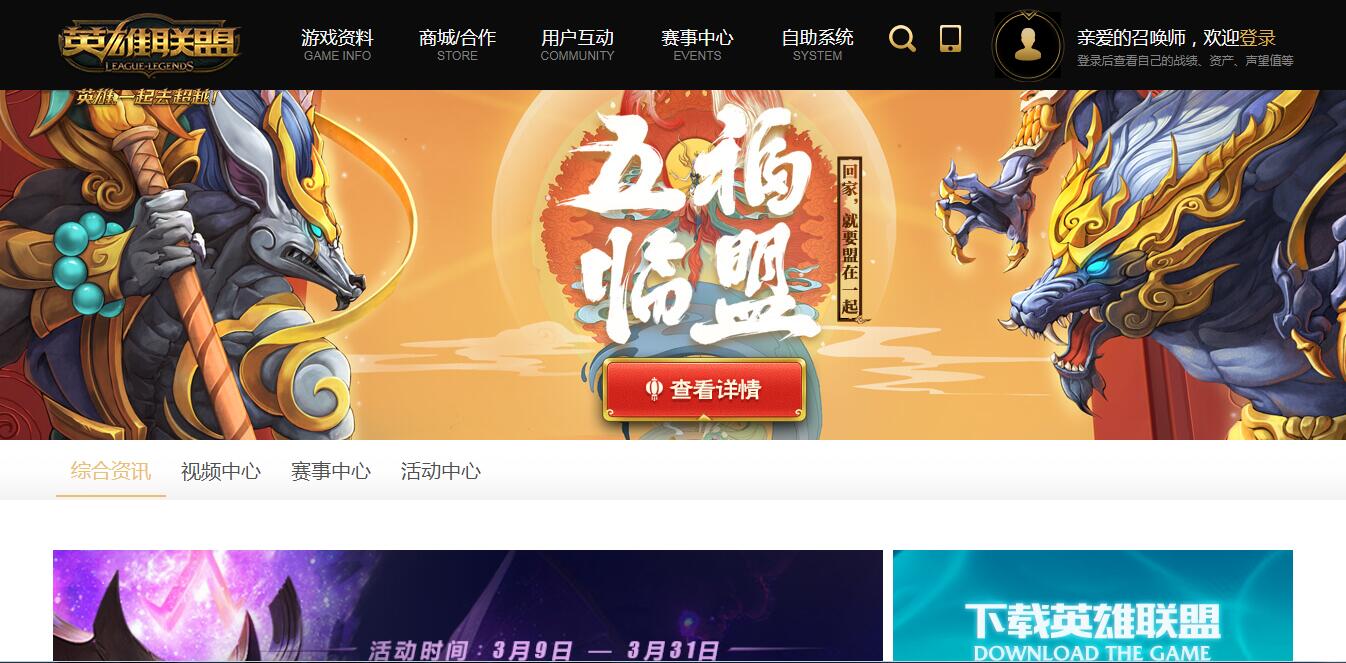 英雄联盟
LEAGUE·LEGENDS
游戏资料
GAME INFO
商城/合作
STORE
用户互动
COMMUNITY
赛事中心
EVENTS
自助系统
SYSTEM
亲爱的召唤师，欢迎登录
登录后查看自己的战绩、资产、声望值等
英雄一起去超越！
五福
临盟
回家，就要盟在一起
查看详情
综合资讯
视频中心
赛事中心
活动中心
活动时间：3月9日 — 3月31日
下载英雄联盟
DOWNLOAD THE GAME